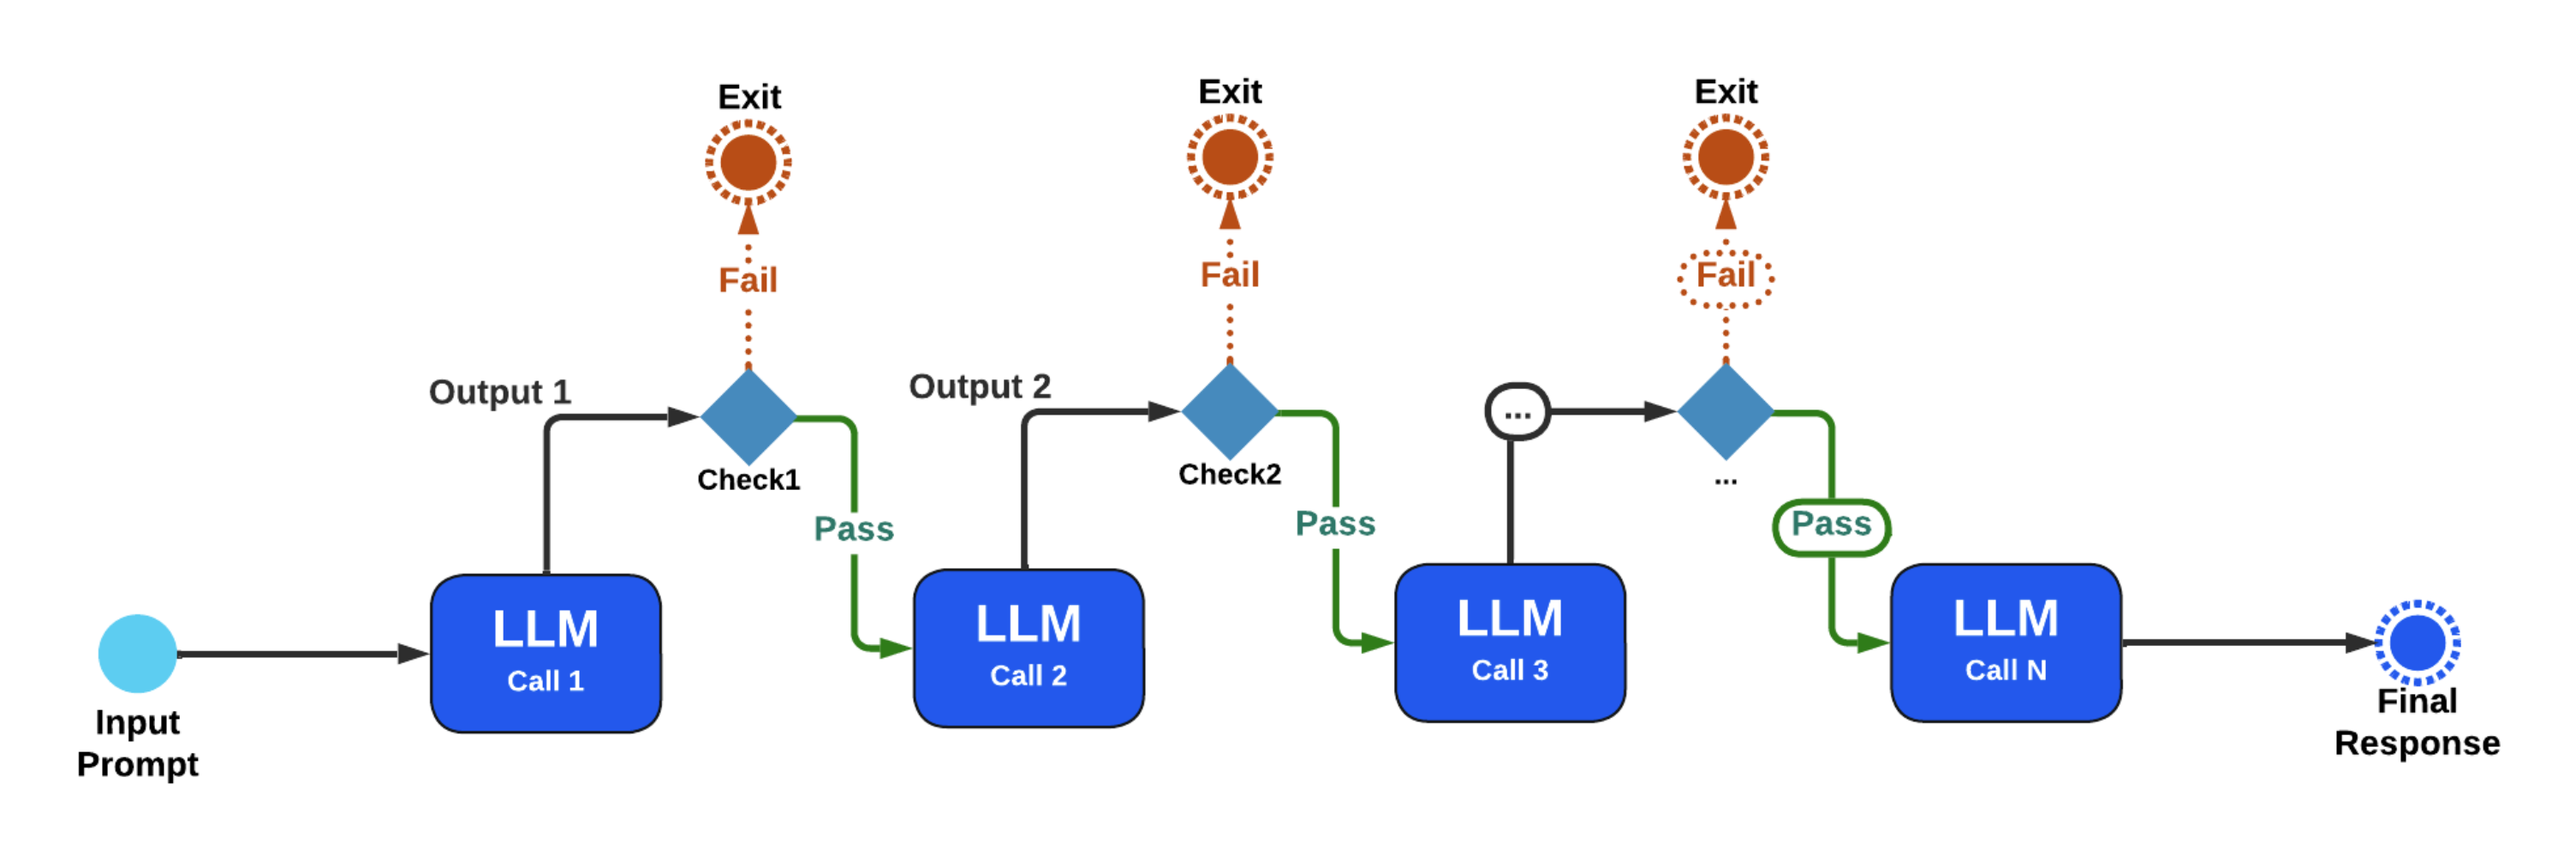 Exit
Exit
Exit
Fail
Fail
Fail
Output 1
Output 2
...
Check1
Check2
...
Pass
Pass
Pass
LLM
Call 1
LLM
Call 2
LLM
Call 3
LLM
Call N
Input
Prompt
Final
Response